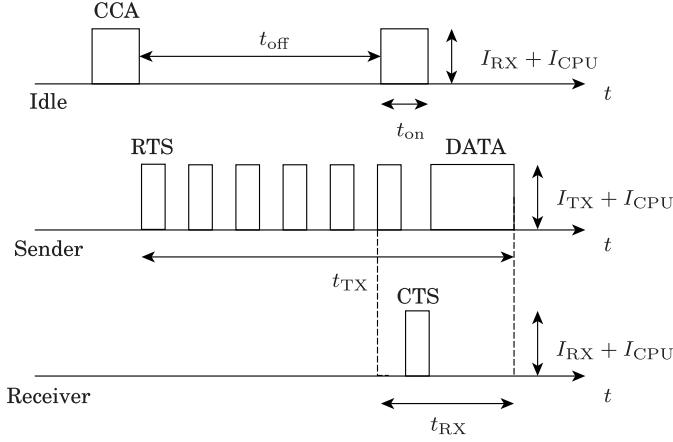 CCA
t_off
I_RX + I_CPU
t
Idle
t_on
RTS
DATA
I_TX + I_CPU
t
Sender
t_TX
CTS
I_RX + I_CPU
t
Receiver
t_RX